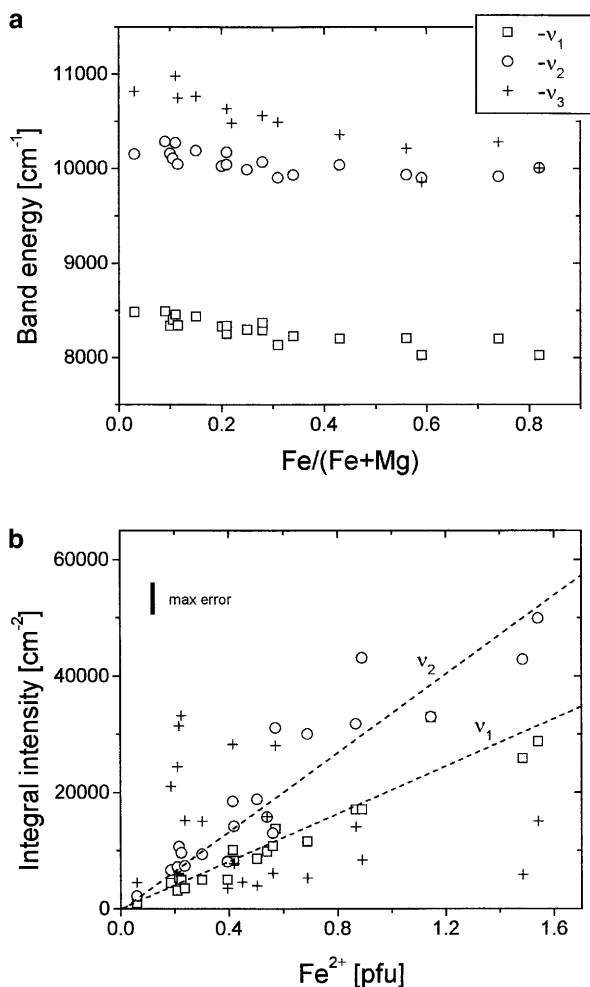 a
-ν1
-ν2
-ν3
11000
10000
9000
8000
Band energy [cm-1]
0.0 0.2 0.4 0.6 0.8
Fe/(Fe+Mg)
b
60000
40000
20000
0
Integral intensity [cm-2]
max error
ν2
ν1
0.0 0.4 0.8 1.2 1.6
Fe2+ [pfu]